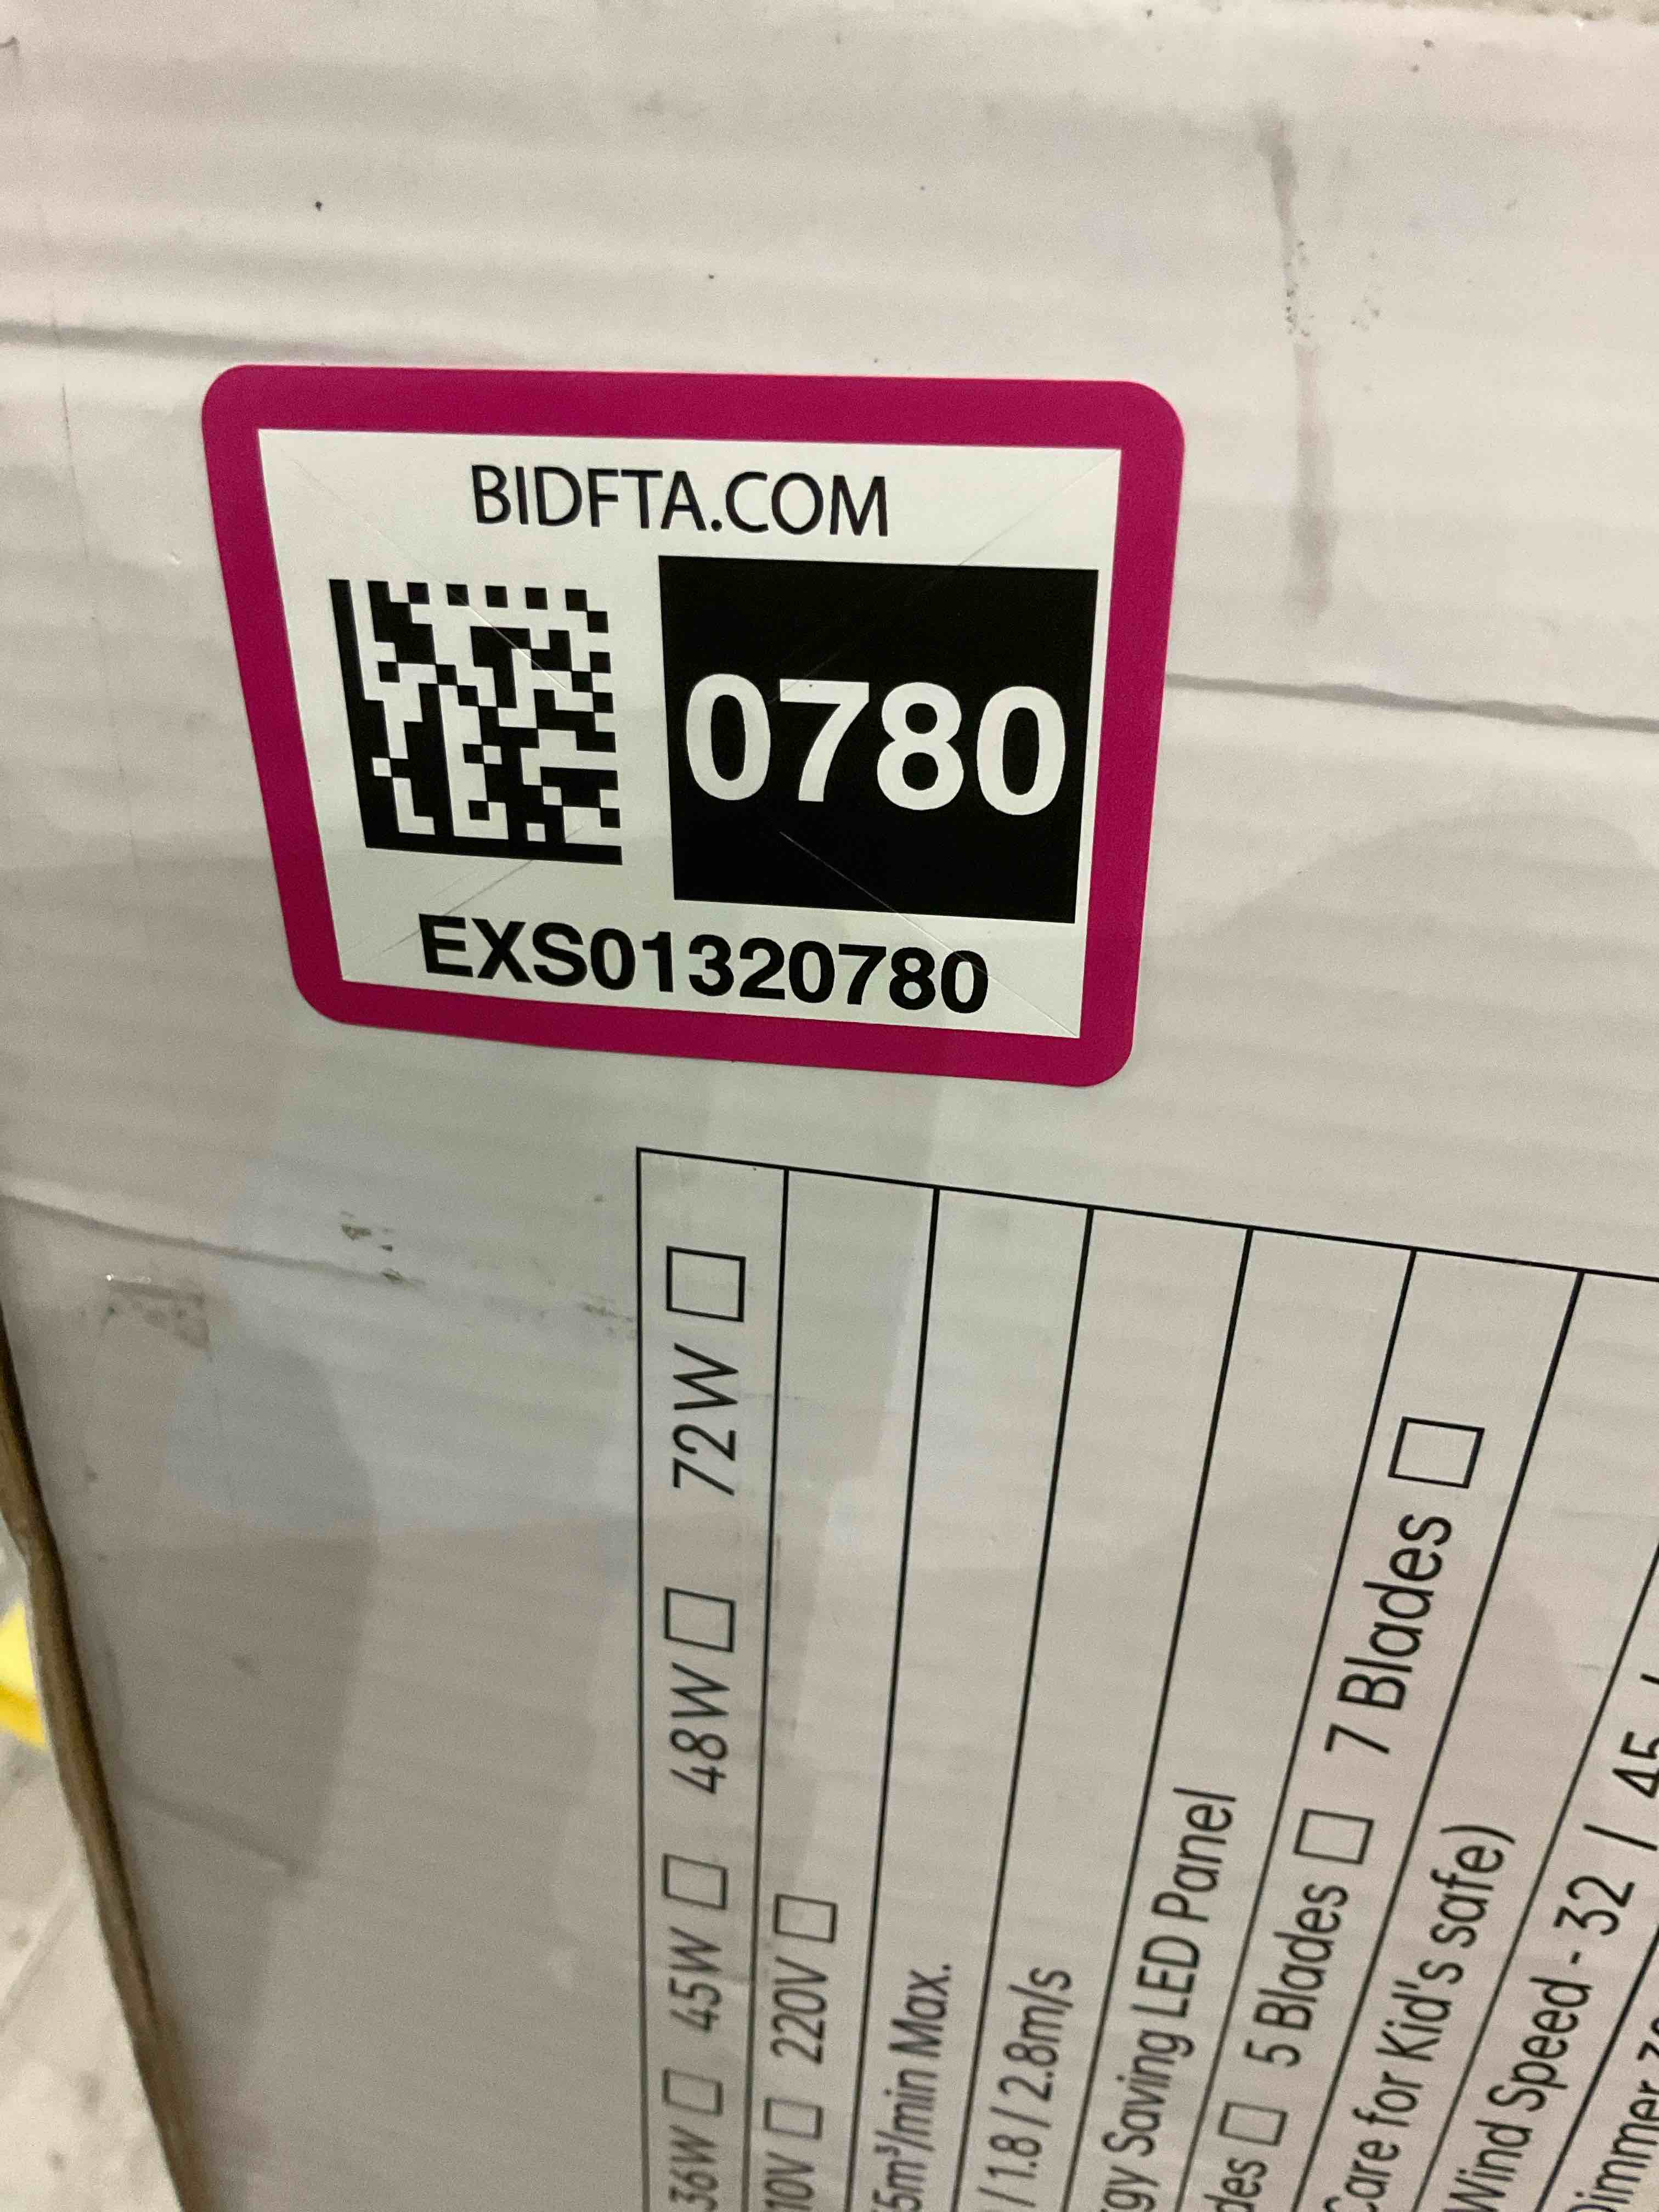 BIDFTA.COM
0780
EXS01320780
36W □ 45W □ 48W □ 72W □
10V □ 220V □
5m³/min Max.
/ 1.8 / 2.8m/s
gy Saving LED Panel
des □ 5 Blades □ 7 Blades □
Care for Kid's safe)
Wind Speed - 32 / 45